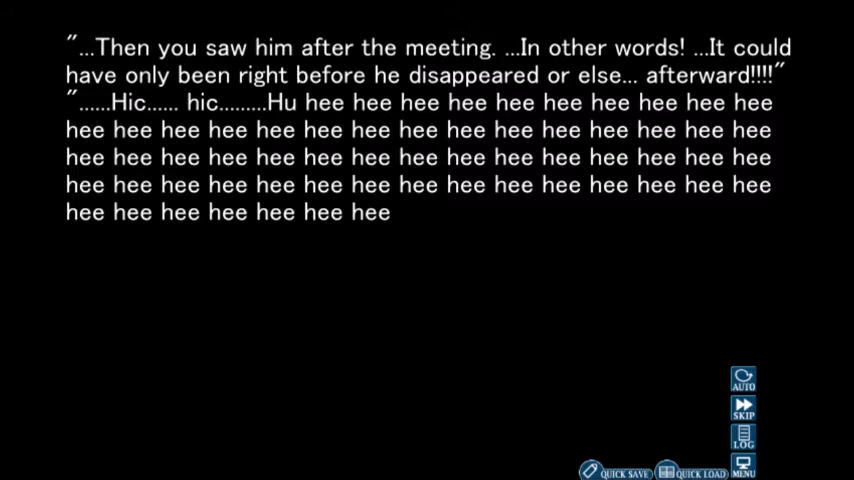 "...Then you saw him after the meeting. ...In other words! ...It could
have only been right before he disappeared or else... afterward!!!!"
"......Hic...... hic.........Hu hee hee hee hee hee hee hee hee hee hee
hee hee hee hee hee hee hee hee hee hee hee hee hee hee hee
hee hee hee hee hee hee hee hee hee hee hee hee hee hee hee
hee hee hee hee hee hee hee hee hee hee hee hee hee hee hee
hee hee hee hee hee hee hee
AUTO
SKIP
LOG
MENU
QUICK SAVE
QUICK LOAD